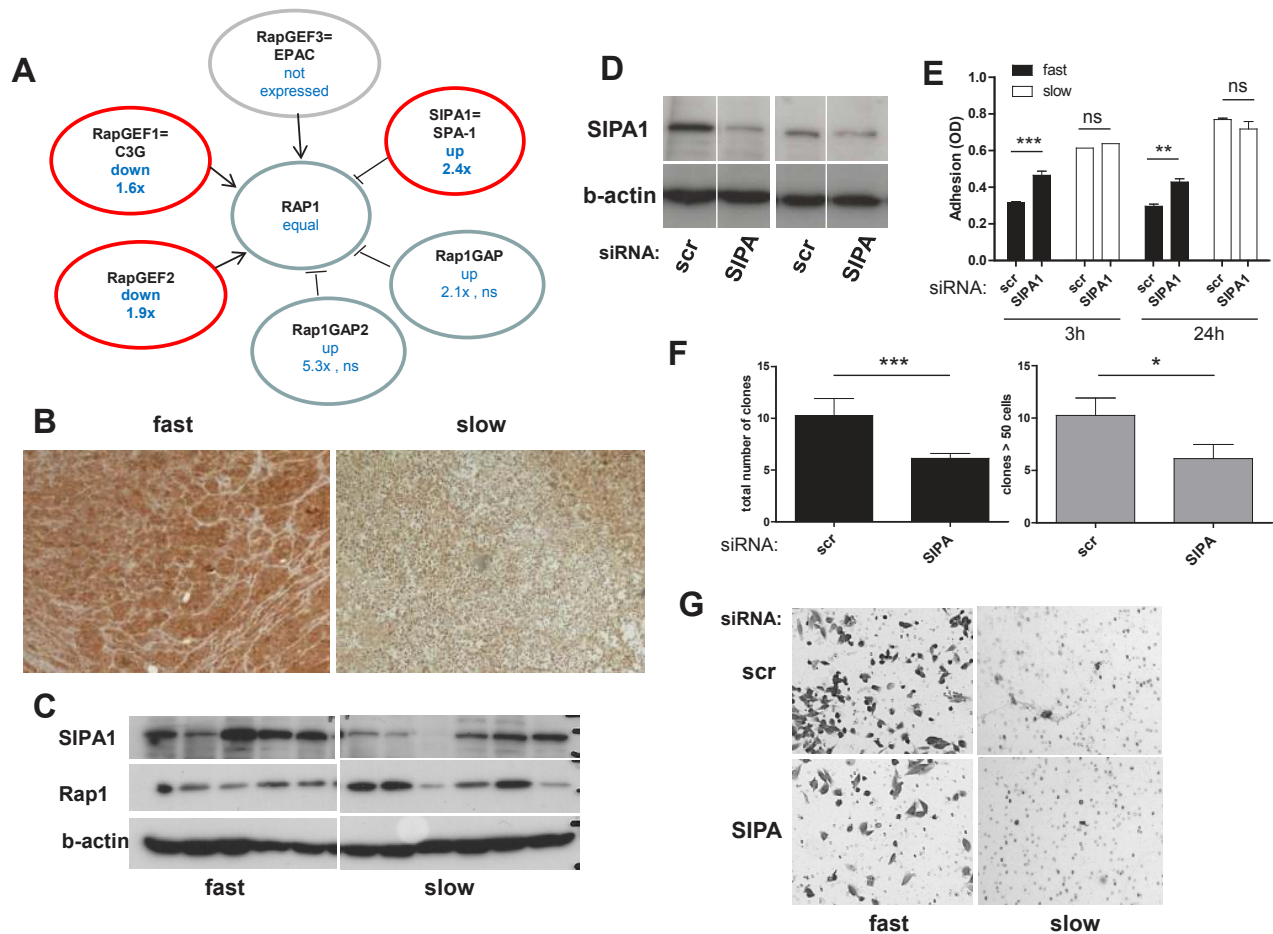 A
RapGEF3=
EPAC
not
expressed
RapGEF1=
C3G
down
1.6x
SIPA1=
SPA-1
up
2.4x
RAP1
equal
RapGEF2
down
1.9x
Rap1GAP
up
2.1x , ns
Rap1GAP2
up
5.3x , ns
B
fast
slow
C
SIPA1
Rap1
b-actin
fast
slow
D
SIPA1
b-actin
siRNA:
scr
SIPA
scr
SIPA
E
fast
slow
Adhesion (OD)
1.0
0.8
0.6
0.4
0.2
0.0
***
ns
**
ns
siRNA:
scr
SIPA1
scr
SIPA1
scr
SIPA1
scr
SIPA1
3h
24h
F
total number of clones
15
10
5
0
***
siRNA:
scr
SIPA
clones > 50 cells
15
10
5
0
*
scr
SIPA
G
siRNA:
scr
SIPA
fast
slow